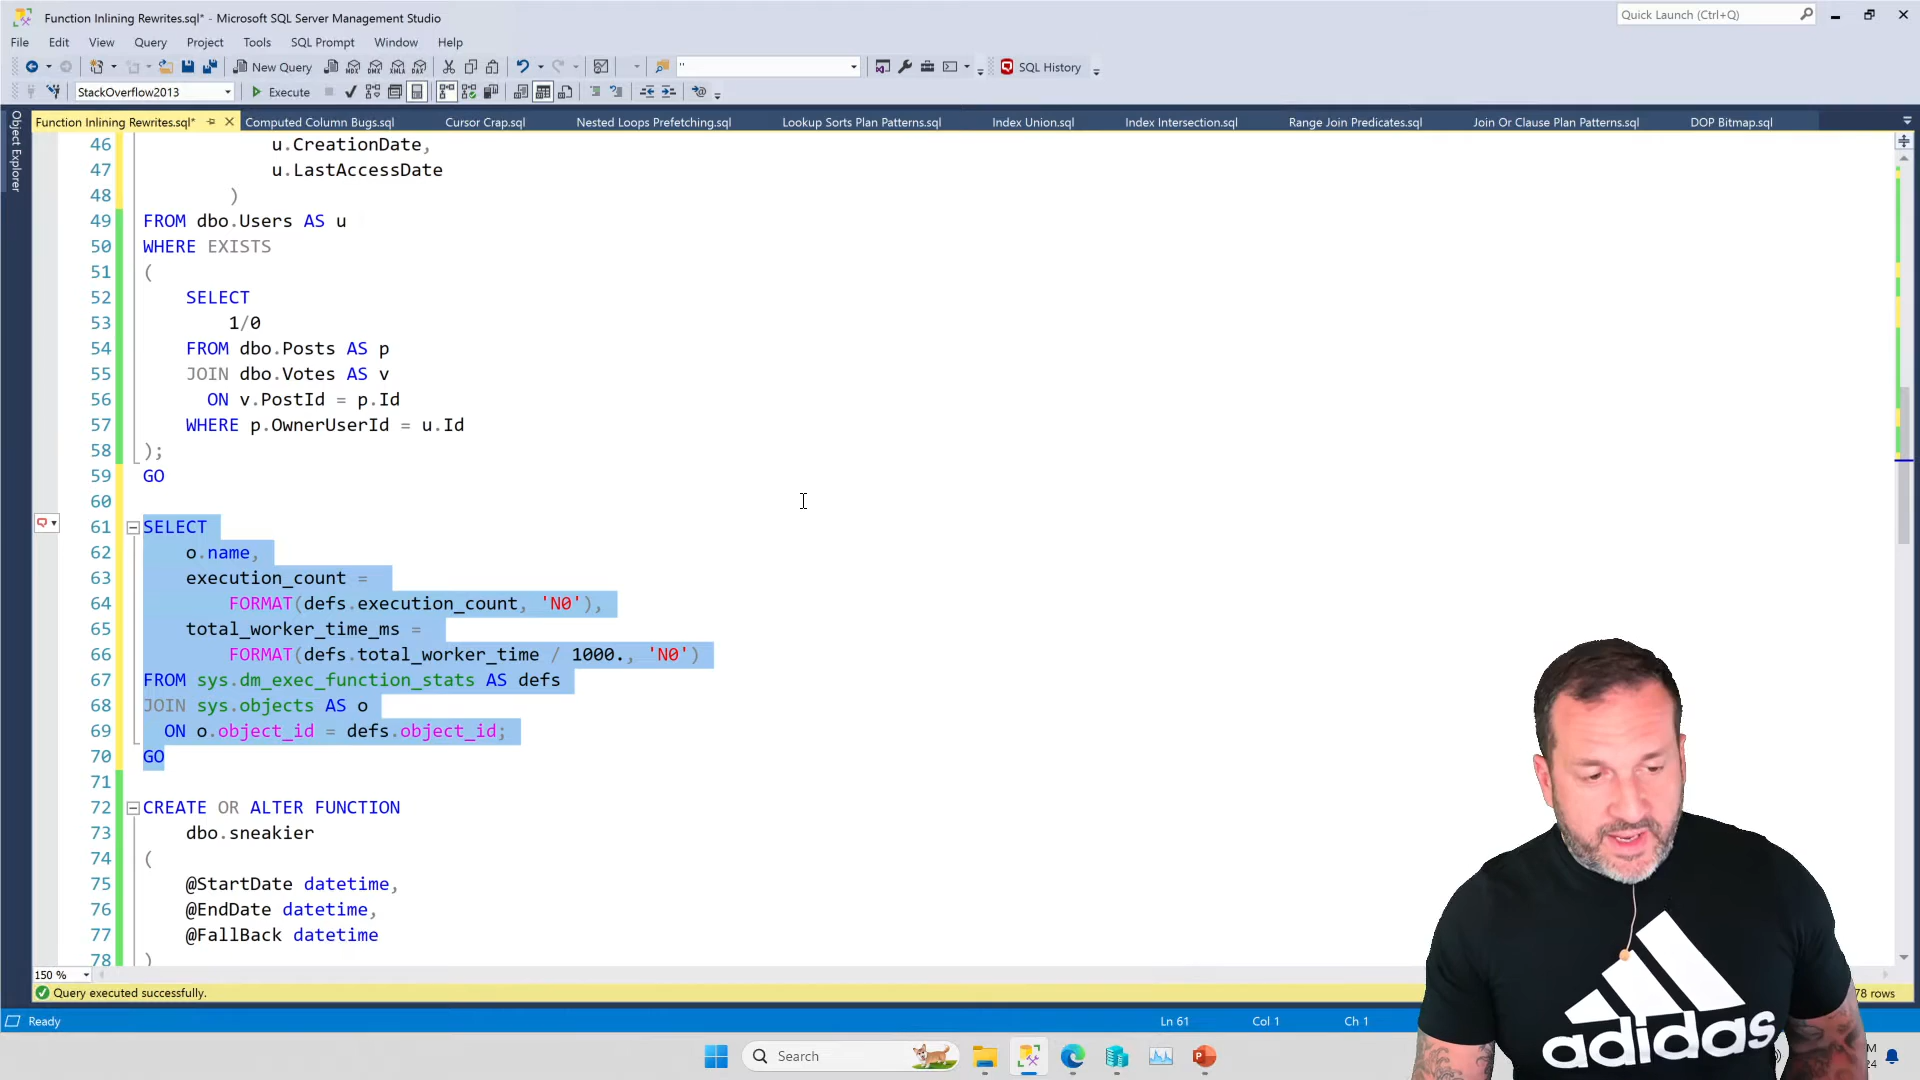 Function Inlining Rewrites.sql* - Microsoft SQL Server Management Studio
Quick Launch (Ctrl+Q)
File Edit View Query Project Tools SQL Prompt Window Help
New Query
SQL History
StackOverflow2013
Execute
Function Inlining Rewrites.sql*
Computed Column Bugs.sql
Cursor Crap.sql
Nested Loops Prefetching.sql
Lookup Sorts Plan Patterns.sql
Index Union.sql
Index Intersection.sql
Range Join Predicates.sql
Join Or Clause Plan Patterns.sql
DOP Bitmap.sql
Object Explorer
46 u.CreationDate,
47 u.LastAccessDate
48 )
49 FROM dbo.Users AS u
50 WHERE EXISTS
51 (
52 SELECT
53 1/0
54 FROM dbo.Posts AS p
55 JOIN dbo.Votes AS v
56 ON v.PostId = p.Id
57 WHERE p.OwnerUserId = u.Id
58 );
59 GO
60
61 SELECT
62 o.name,
63 execution_count =
64 FORMAT(defs.execution_count, 'N0'),
65 total_worker_time_ms =
66 FORMAT(defs.total_worker_time / 1000., 'N0')
67 FROM sys.dm_exec_function_stats AS defs
68 JOIN sys.objects AS o
69 ON o.object_id = defs.object_id;
70 GO
71
72 CREATE OR ALTER FUNCTION
73 dbo.sneakier
74 (
75 @StartDate datetime,
76 @EndDate datetime,
77 @FallBack datetime
78 )
150 %
Query executed successfully.
78 rows
Ready
Ln 61
Col 1
Ch 1
Search
adidas